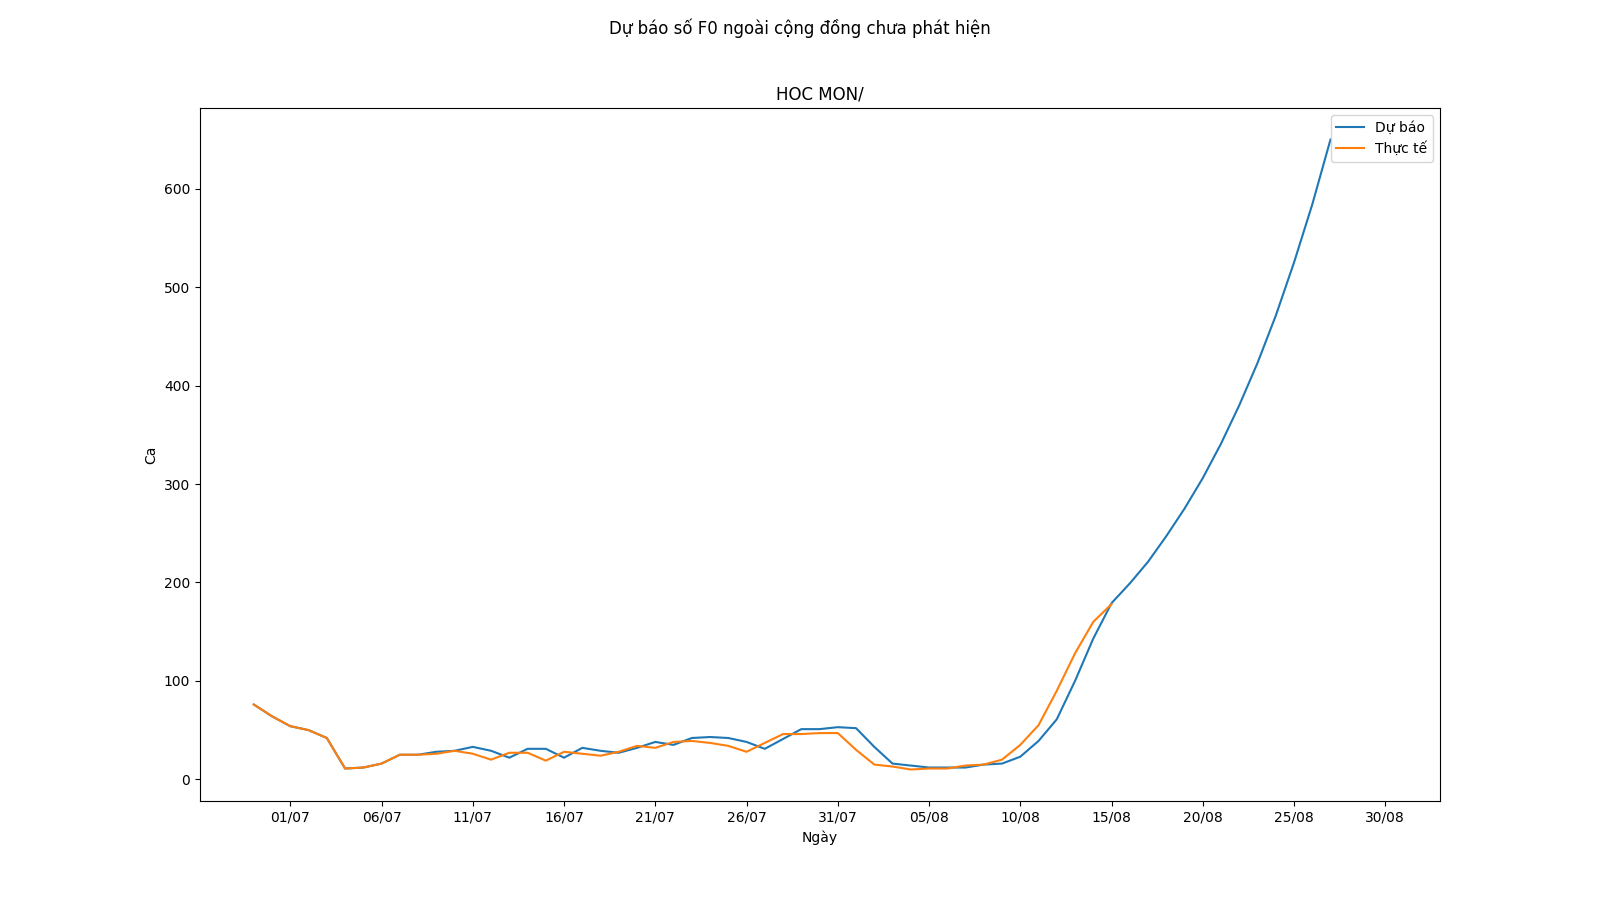 Dự báo số F0 ngoài cộng đồng chưa phát hiện
HOC MON/
Dự báo
Thực tế
600
500
400
300
200
100
0
Ca
01/07 06/07 11/07 16/07 21/07 26/07 31/07 05/08 10/08 15/08 20/08 25/08 30/08
Ngày